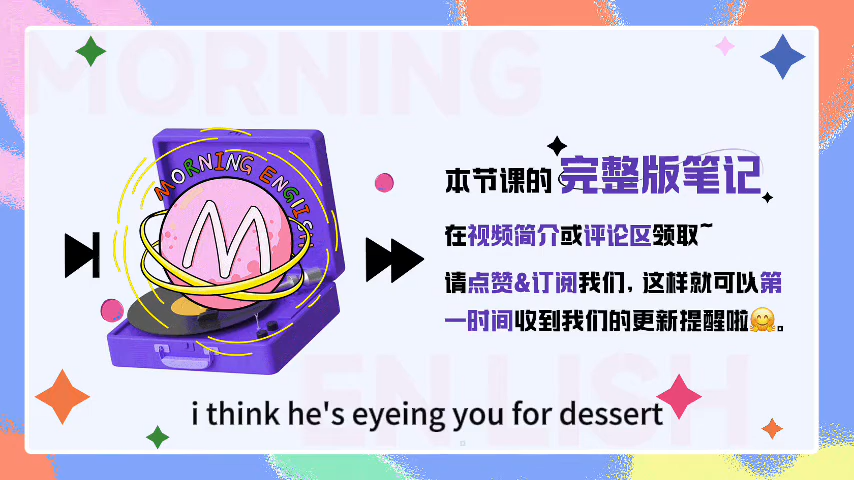 MORNING
MORNING ENGlISH
M
本节课的 完整版笔记
在视频简介或评论区领取~
请点赞&订阅我们, 这样就可以第
一时间收到我们的更新提醒啦🤗。
EN LISH
i think he's eyeing you for dessert